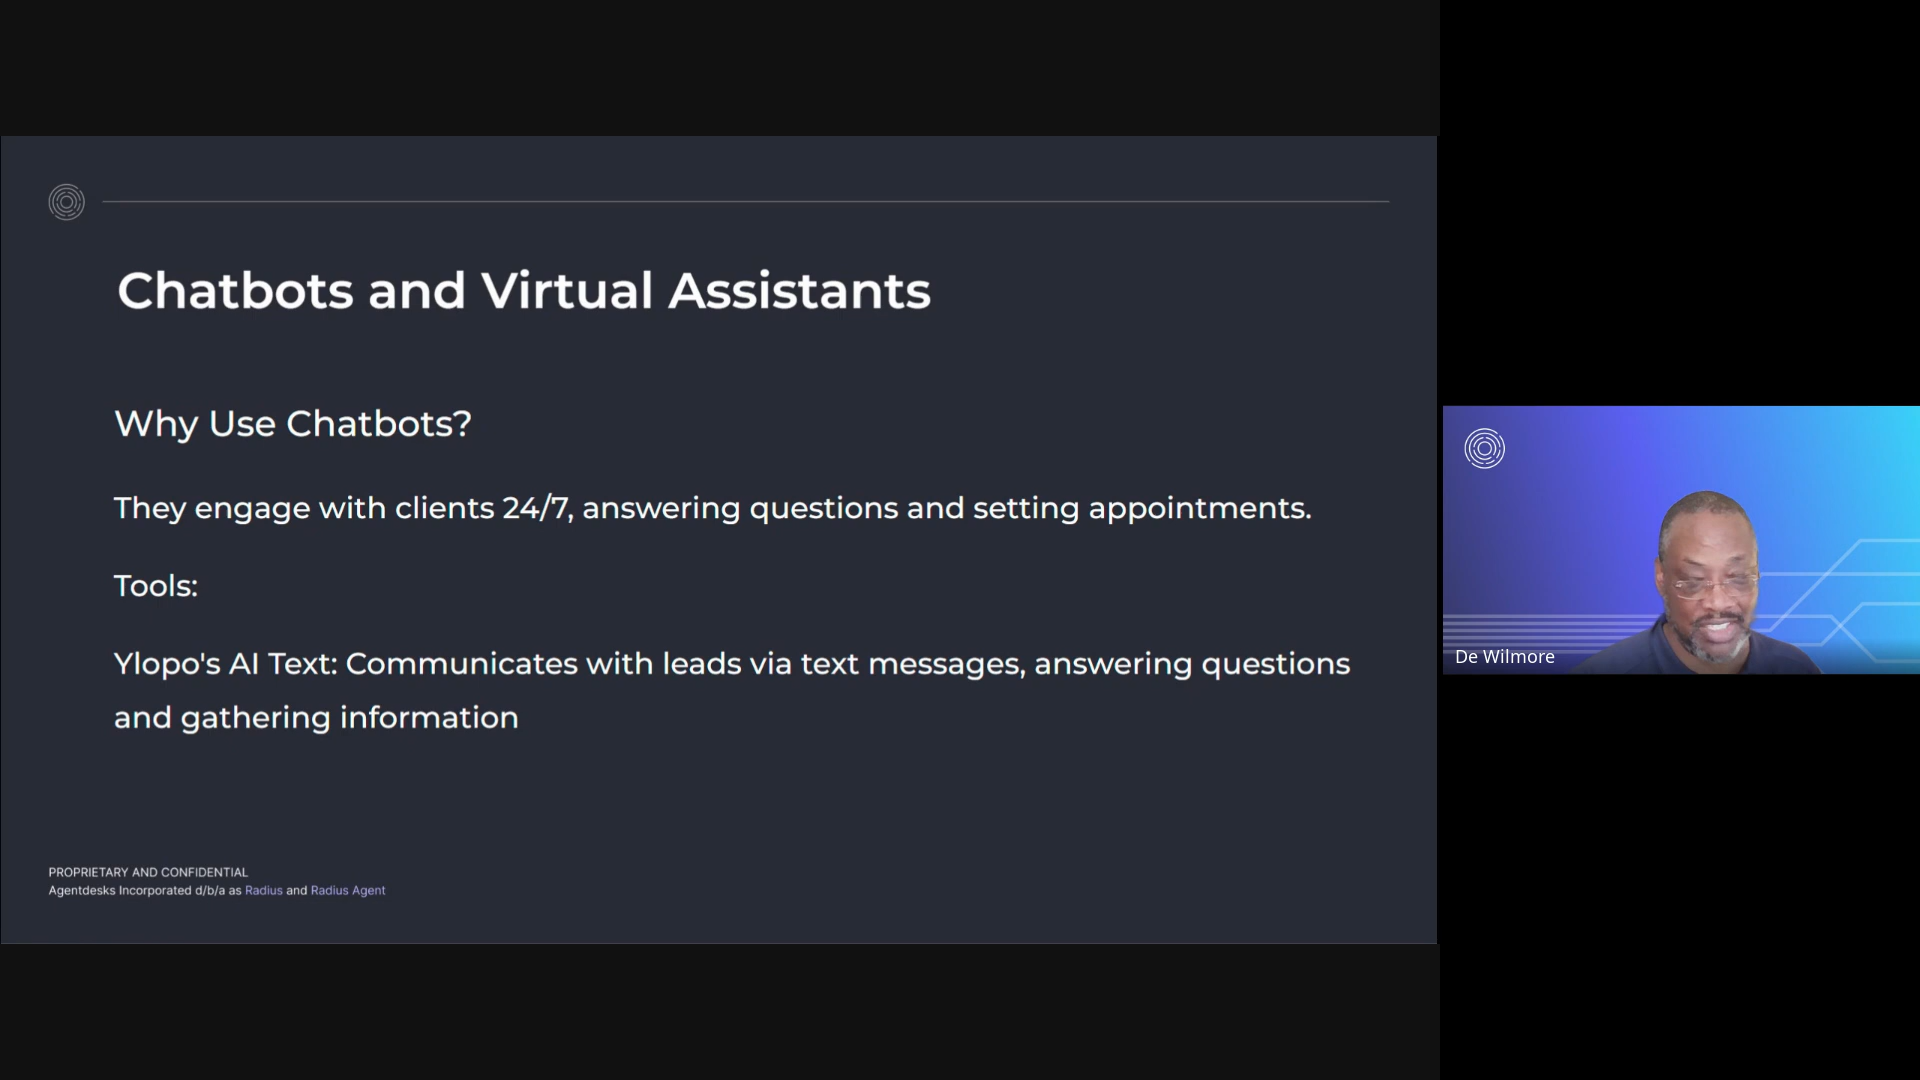 Chatbots and Virtual Assistants
Why Use Chatbots?
They engage with clients 24/7, answering questions and setting appointments.
Tools:
Ylopo's AI Text: Communicates with leads via text messages, answering questions
and gathering information
PROPRIETARY AND CONFIDENTIAL
Agentdesks Incorporated d/b/a as Radius and Radius Agent
De Wilmore